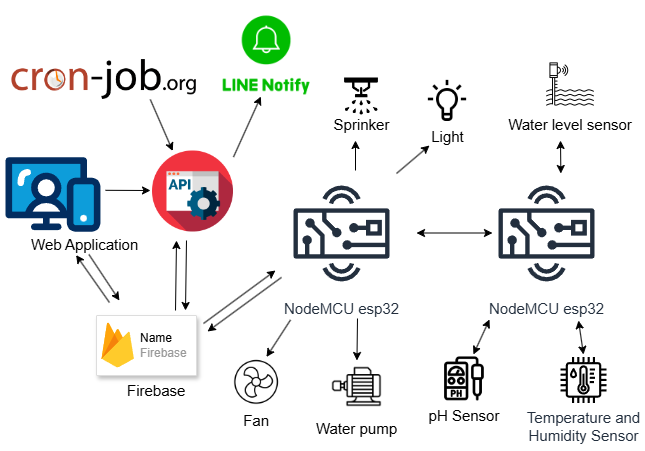 cron-job.org
LINE Notify
Sprinker
Light
Water level sensor
API
Web Application
NodeMCU esp32
NodeMCU esp32
Name
Firebase
Firebase
Fan
Water pump
PH
pH Sensor
Temperature and
Humidity Sensor